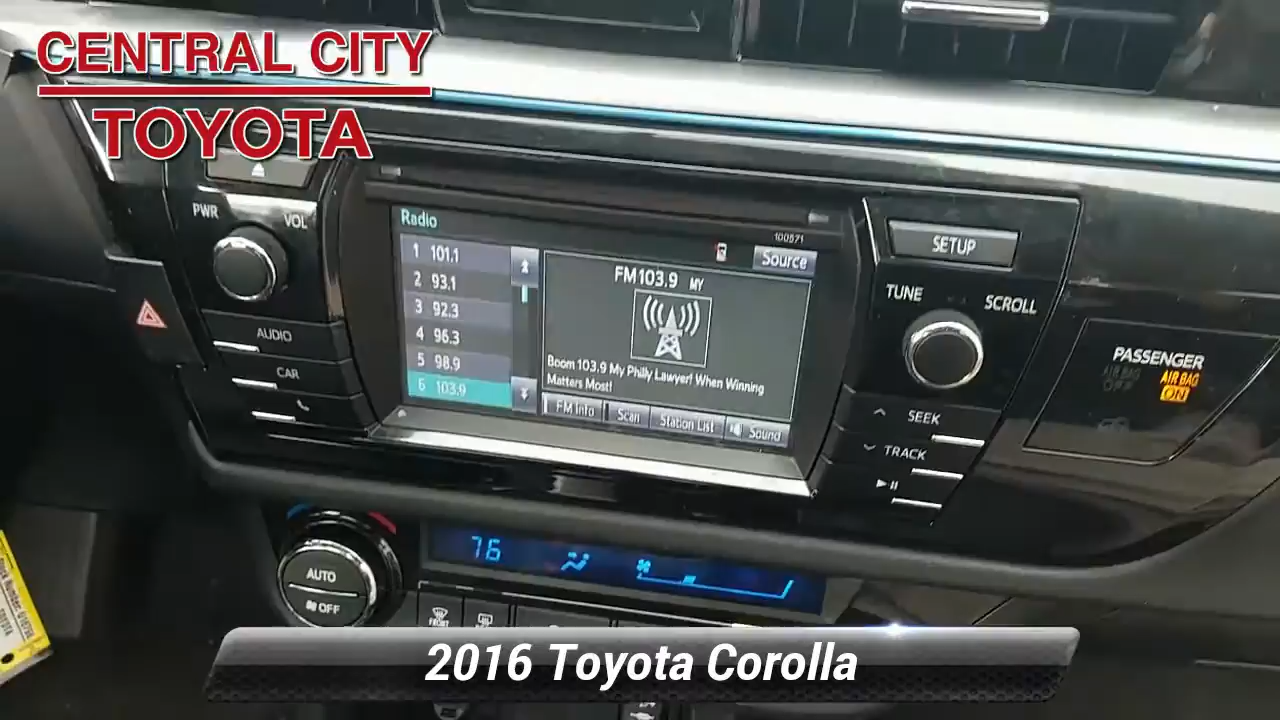 CENTRAL CITY
TOYOTA
PWR
VOL
AUDIO
CAR
Radio
100571
Source
1 101.1
2 93.1
3 92.3
4 96.3
5 98.9
6 103.9
FM103.9 MY
Boom 103.9 My Philly Lawyer! When Winning
Matters Most!
FM Info
Scan
Station List
Sound
SETUP
TUNE
SCROLL
SEEK
TRACK
PASSENGER
AIR BAG
OFF
AIR BAG
ON
76
AUTO
OFF
FRONT
2016 Toyota Corolla